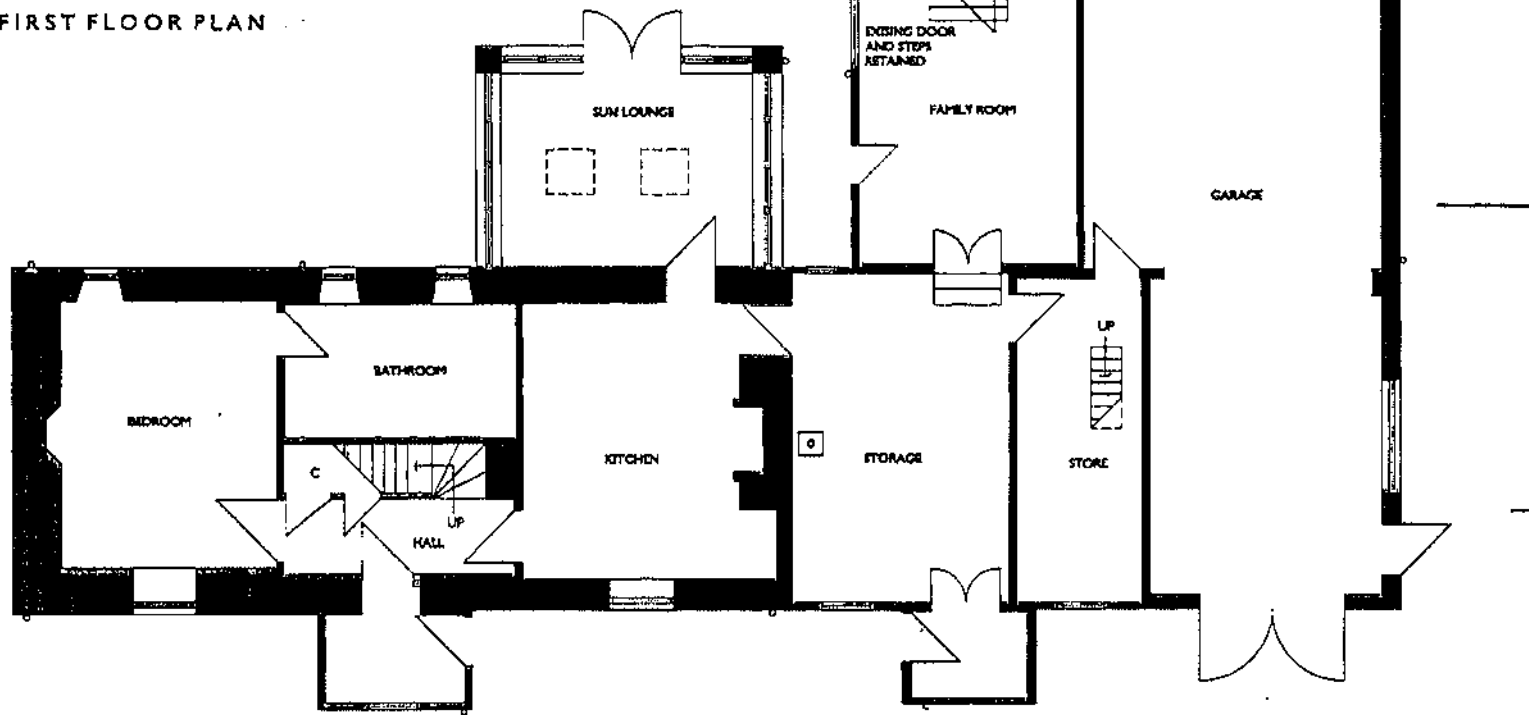 FIRST FLOOR PLAN
EXISING DOOR
AND STEPS
RETAINED
SUN LOUNGE
FAMILY ROOM
GARAGE
UP
BATHROOM
BEDROOM
KITCHEN
STORAGE
STORE
C
UP
HALL